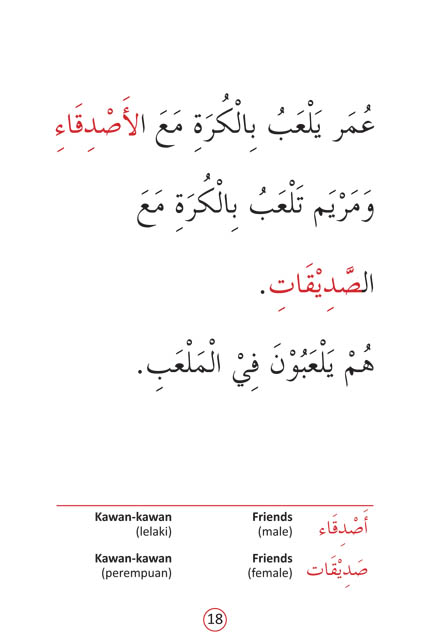 عُمَر يَلْعَبُ بِالْكُرَةِ مَعَ الأَصْدِقَاءِ
وَمَرْيَم تَلْعَبُ بِالْكُرَةِ مَعَ
الصَّدِيْقَاتِ.
هُمْ يَلْعَبُوْنَ فِيْ الْمَلْعَبِ.
أَصْدِقَاء Friends Kawan-kawan
(male) (lelaki)
صَدِيْقَات Friends Kawan-kawan
(female) (perempuan)
18